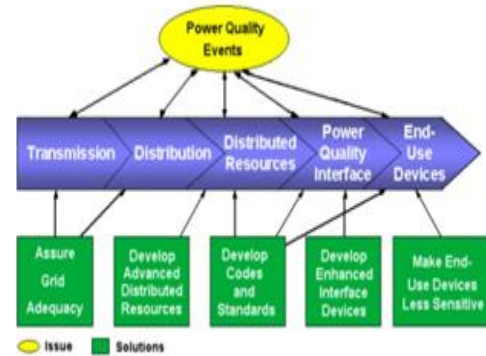 Power Quality
Events
Transmission
Distribution
Distributed
Resources
Power
Quality
Interface
End-
Use
Devices
Assure
Grid
Adequacy
Develop
Advanced
Distributed
Resources
Develop
Codes
and
Standards
Develop
Enhanced
Interface
Devices
Make End-
Use Devices
Less Sensitive
Issue
Solutions